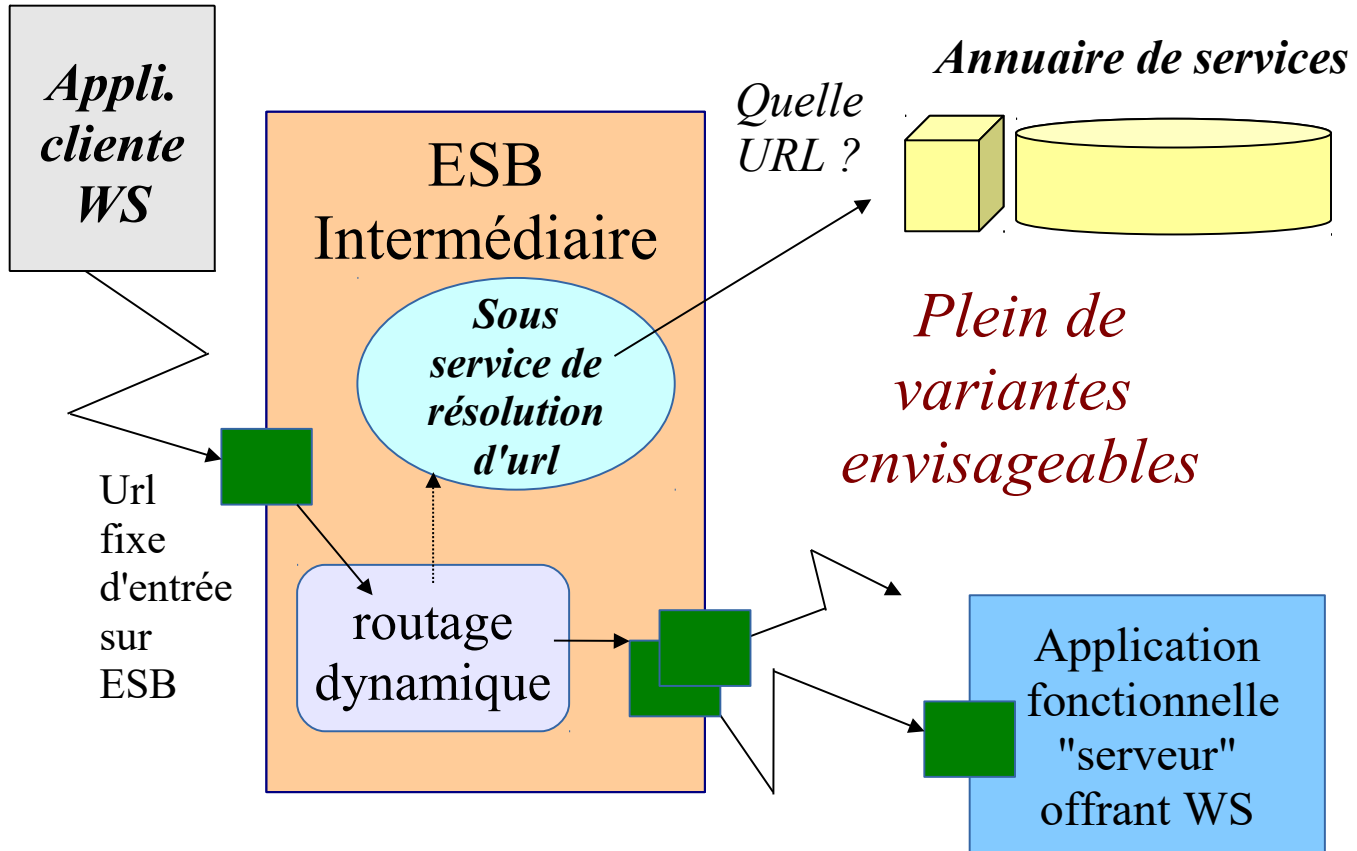 Appli.
cliente
WS
ESB
Intermédiaire
Sous
service de
résolution
d'url
Quelle
URL ?
Annuaire de services
Plein de
variantes
envisageables
Url
fixe
d'entrée
sur
ESB
routage
dynamique
Application
fonctionnelle
"serveur"
offrant WS